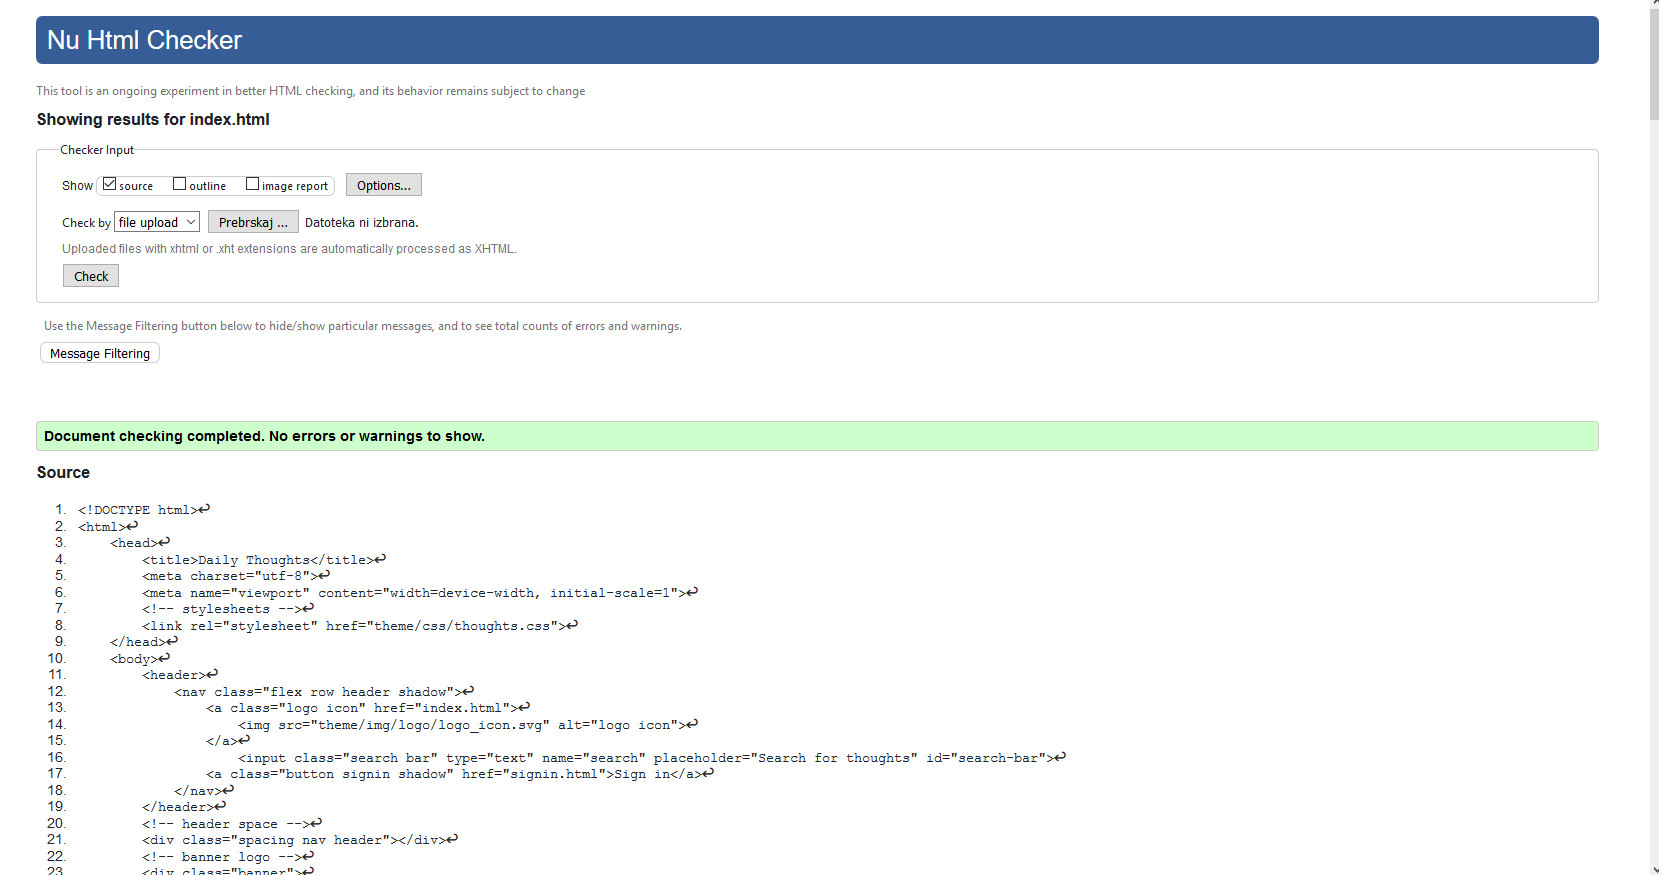 Nu Html Checker
This tool is an ongoing experiment in better HTML checking, and its behavior remains subject to change
Showing results for index.html
Checker Input
Show source outline image report Options...
Check by file upload Prebrskaj ... Datoteka ni izbrana.
Uploaded files with xhtml or .xht extensions are automatically processed as XHTML.
Check
Use the Message Filtering button below to hide/show particular messages, and to see total counts of errors and warnings.
Message Filtering
Document checking completed. No errors or warnings to show.
Source
1. <!DOCTYPE html>↩
2. <html>↩
3. <head>↩
4. <title>Daily Thoughts</title>↩
5. <meta charset="utf-8">↩
6. <meta name="viewport" content="width=device-width, initial-scale=1">↩
7. <!-- stylesheets -->↩
8. <link rel="stylesheet" href="theme/css/thoughts.css">↩
9. </head>↩
10. <body>↩
11. <header>↩
12. <nav class="flex row header shadow">↩
13. <a class="logo icon" href="index.html">↩
14. <img src="theme/img/logo/logo_icon.svg" alt="logo icon">↩
15. </a>↩
16. <input class="search bar" type="text" name="search" placeholder="Search for thoughts" id="search-bar">↩
17. <a class="button signin shadow" href="signin.html">Sign in</a>↩
18. </nav>↩
19. </header>↩
20. <!-- header space -->↩
21. <div class="spacing nav header"></div>↩
22. <!-- banner logo -->↩
23. <div class="banner">↩